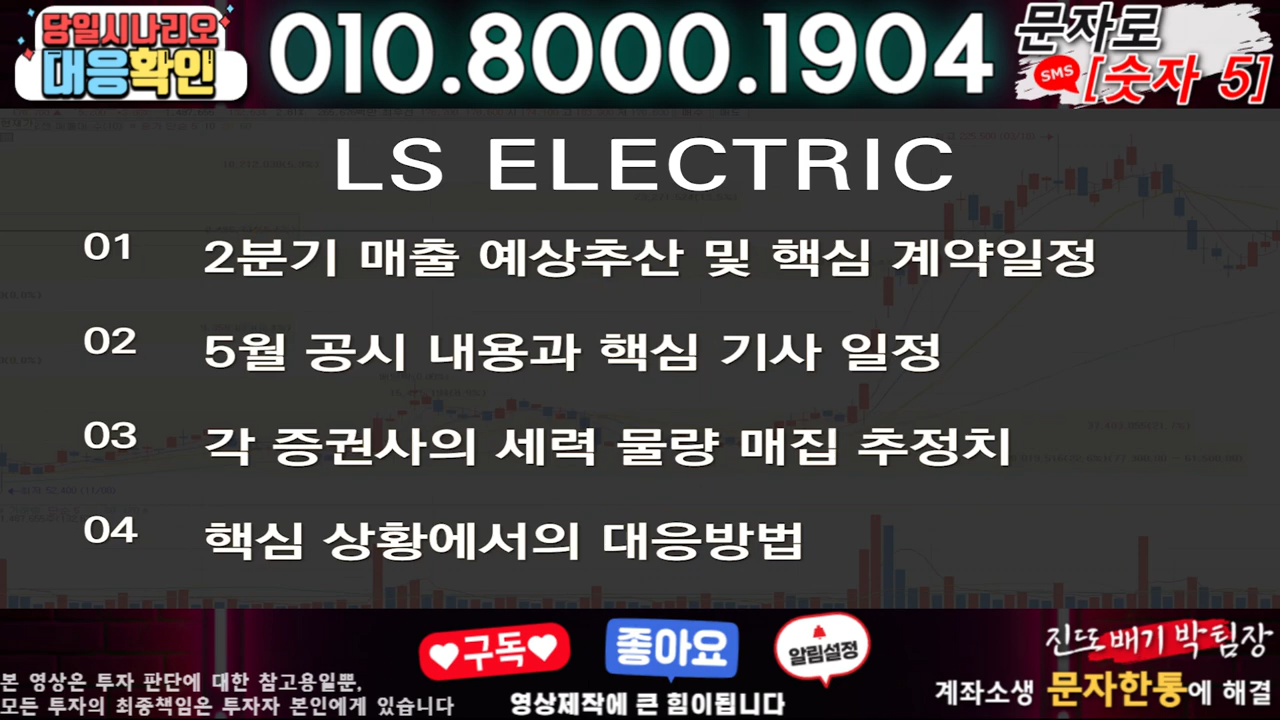 당일시나리오
대응확인
010.8000.1904
문자로
SMS [숫자 5]
LS ELECTRIC
01 2분기 매출 예상추산 및 핵심 계약일정
02 5월 공시 내용과 핵심 기사 일정
03 각 증권사의 세력 물량 매집 추정치
04 핵심 상황에서의 대응방법
구독 좋아요 알림설정
영상제작에 큰 힘이됩니다
본 영상은 투자 판단에 대한 참고용일뿐,
모든 투자의 최종책임은 투자자 본인에게 있습니다
진또배기 박팀장
계좌소생 문자한통에 해결